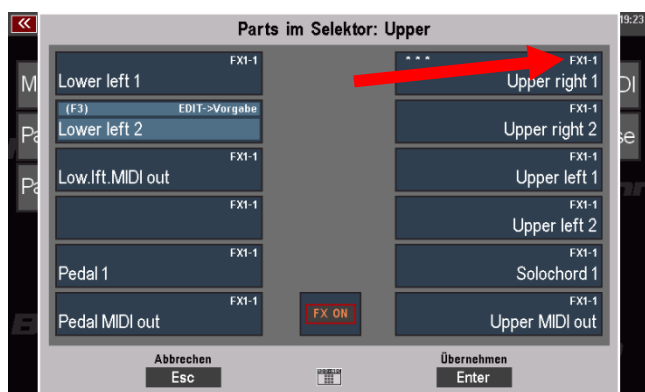 19:23
Parts im Selektor: Upper
FX1-1
Lower left 1
* * * FX1-1
Upper right 1
(F3) EDIT->Vorgabe
Lower left 2
FX1-1
Upper right 2
FX1-1
Low.lft.MIDI out
FX1-1
Upper left 1
FX1-1
FX1-1
Upper left 2
FX1-1
Pedal 1
FX1-1
Solochord 1
FX1-1
Pedal MIDI out
FX ON
FX1-1
Upper MIDI out
Abbrechen
Esc
Übernehmen
Enter